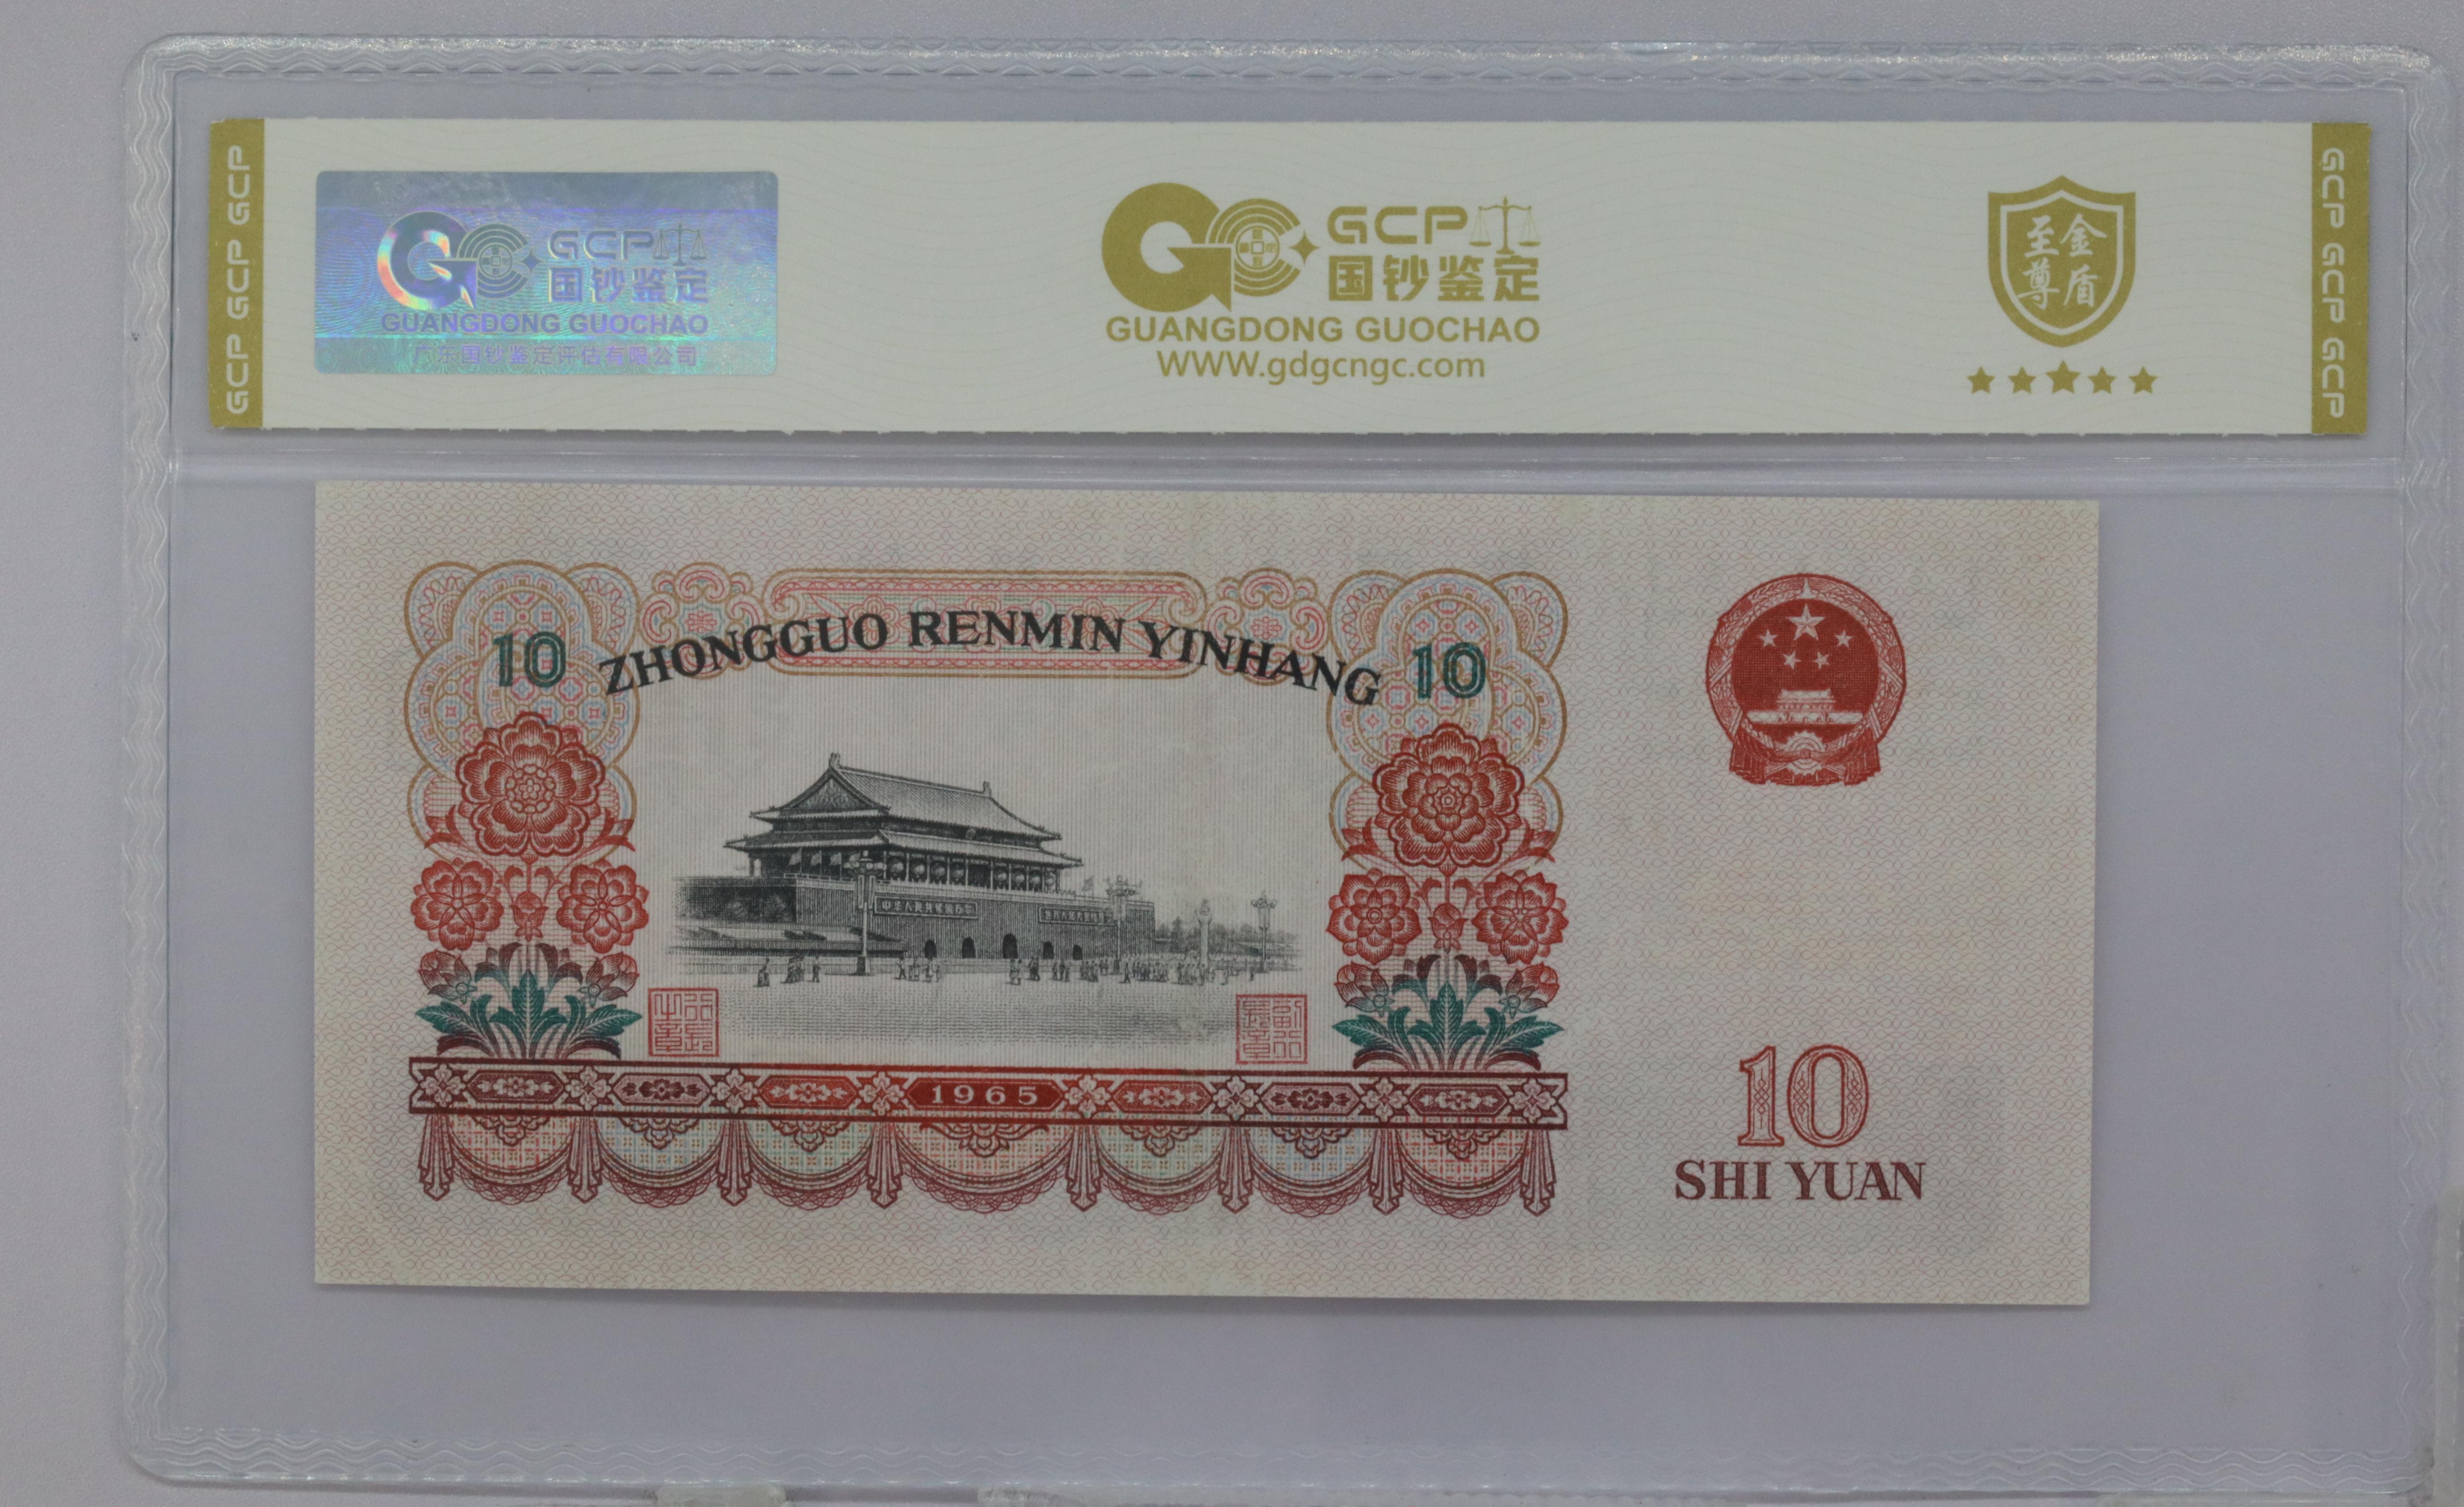 GCP GCP GCP
GCP
国钞鉴定
GUANGDONG GUOCHAO
广东国钞鉴定评估有限公司
GCP
国钞鉴定
GUANGDONG GUOCHAO
WWW.gdgcngc.com
至尊
金盾
GCP GCP GCP
10
ZHONGGUO RENMIN YINHANG
10
1965
10
SHI YUAN